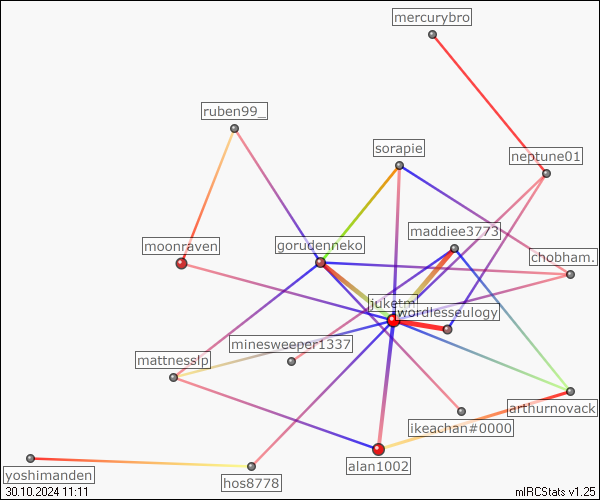 mercurybro
ruben99_
sorapie
neptune01
maddiee3773
moonraven
gorudenneko
chobham.
juketml
wordlesseulogy
minesweeper1337
mattnesslp
arthurnovack
ikeachan#0000
alan1002
yoshimanden
hos8778
30.10.2024 11:11
mIRCStats v1.25